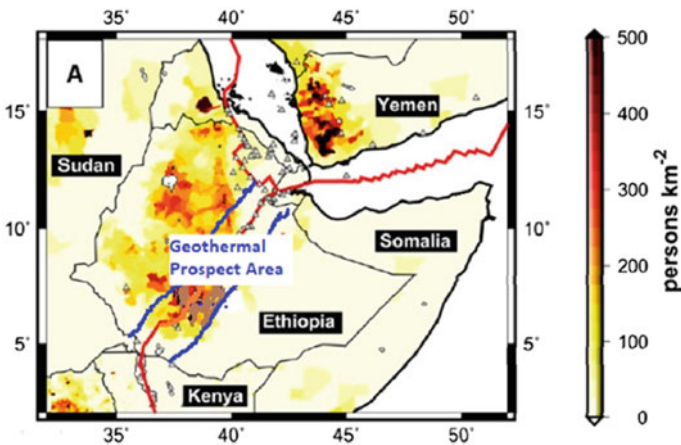 35° 40° 45° 50°
A
15°
10°
5°
Sudan
Yemen
Geothermal
Prospect Area
Somalia
Ethiopia
Kenya
15°
10°
5°
35° 40° 45° 50°
500
400
300
200
100
0
persons km-2